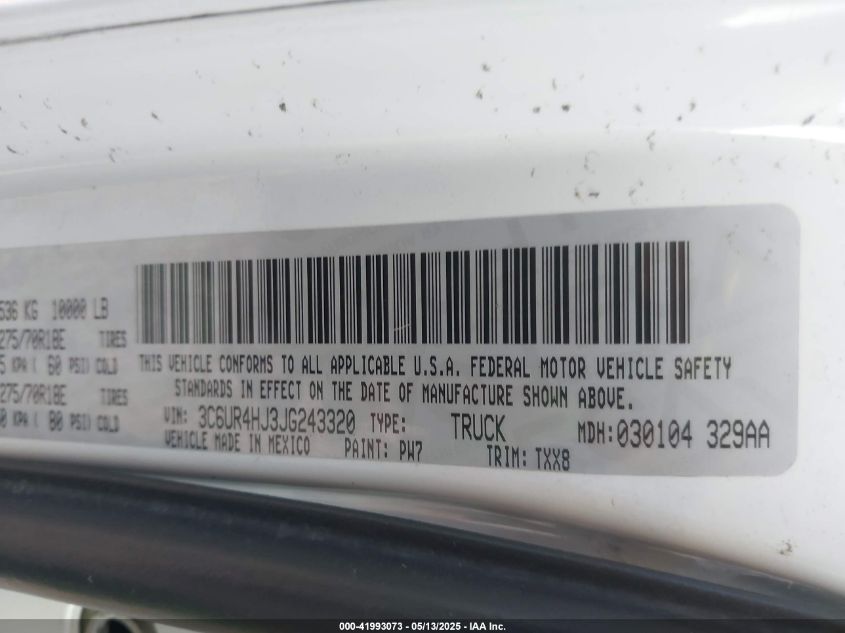 536 KG 10000 LB
275/70R18E TIRES
5 KPA ( 60 PSI) COLD
275/70R18E TIRES
0 KPA ( 80 PSI) COLD
THIS VEHICLE CONFORMS TO ALL APPLICABLE U.S.A. FEDERAL MOTOR VEHICLE SAFETY
STANDARDS IN EFFECT ON THE DATE OF MANUFACTURE SHOWN ABOVE.
VIN: 3C6UR4HJ3JG243320 TYPE: TRUCK MDH:030104 329AA
VEHICLE MADE IN MEXICO PAINT: PW7 TRIM: TXX8
000-41993073 — 05/13/2025 - IAA Inc.